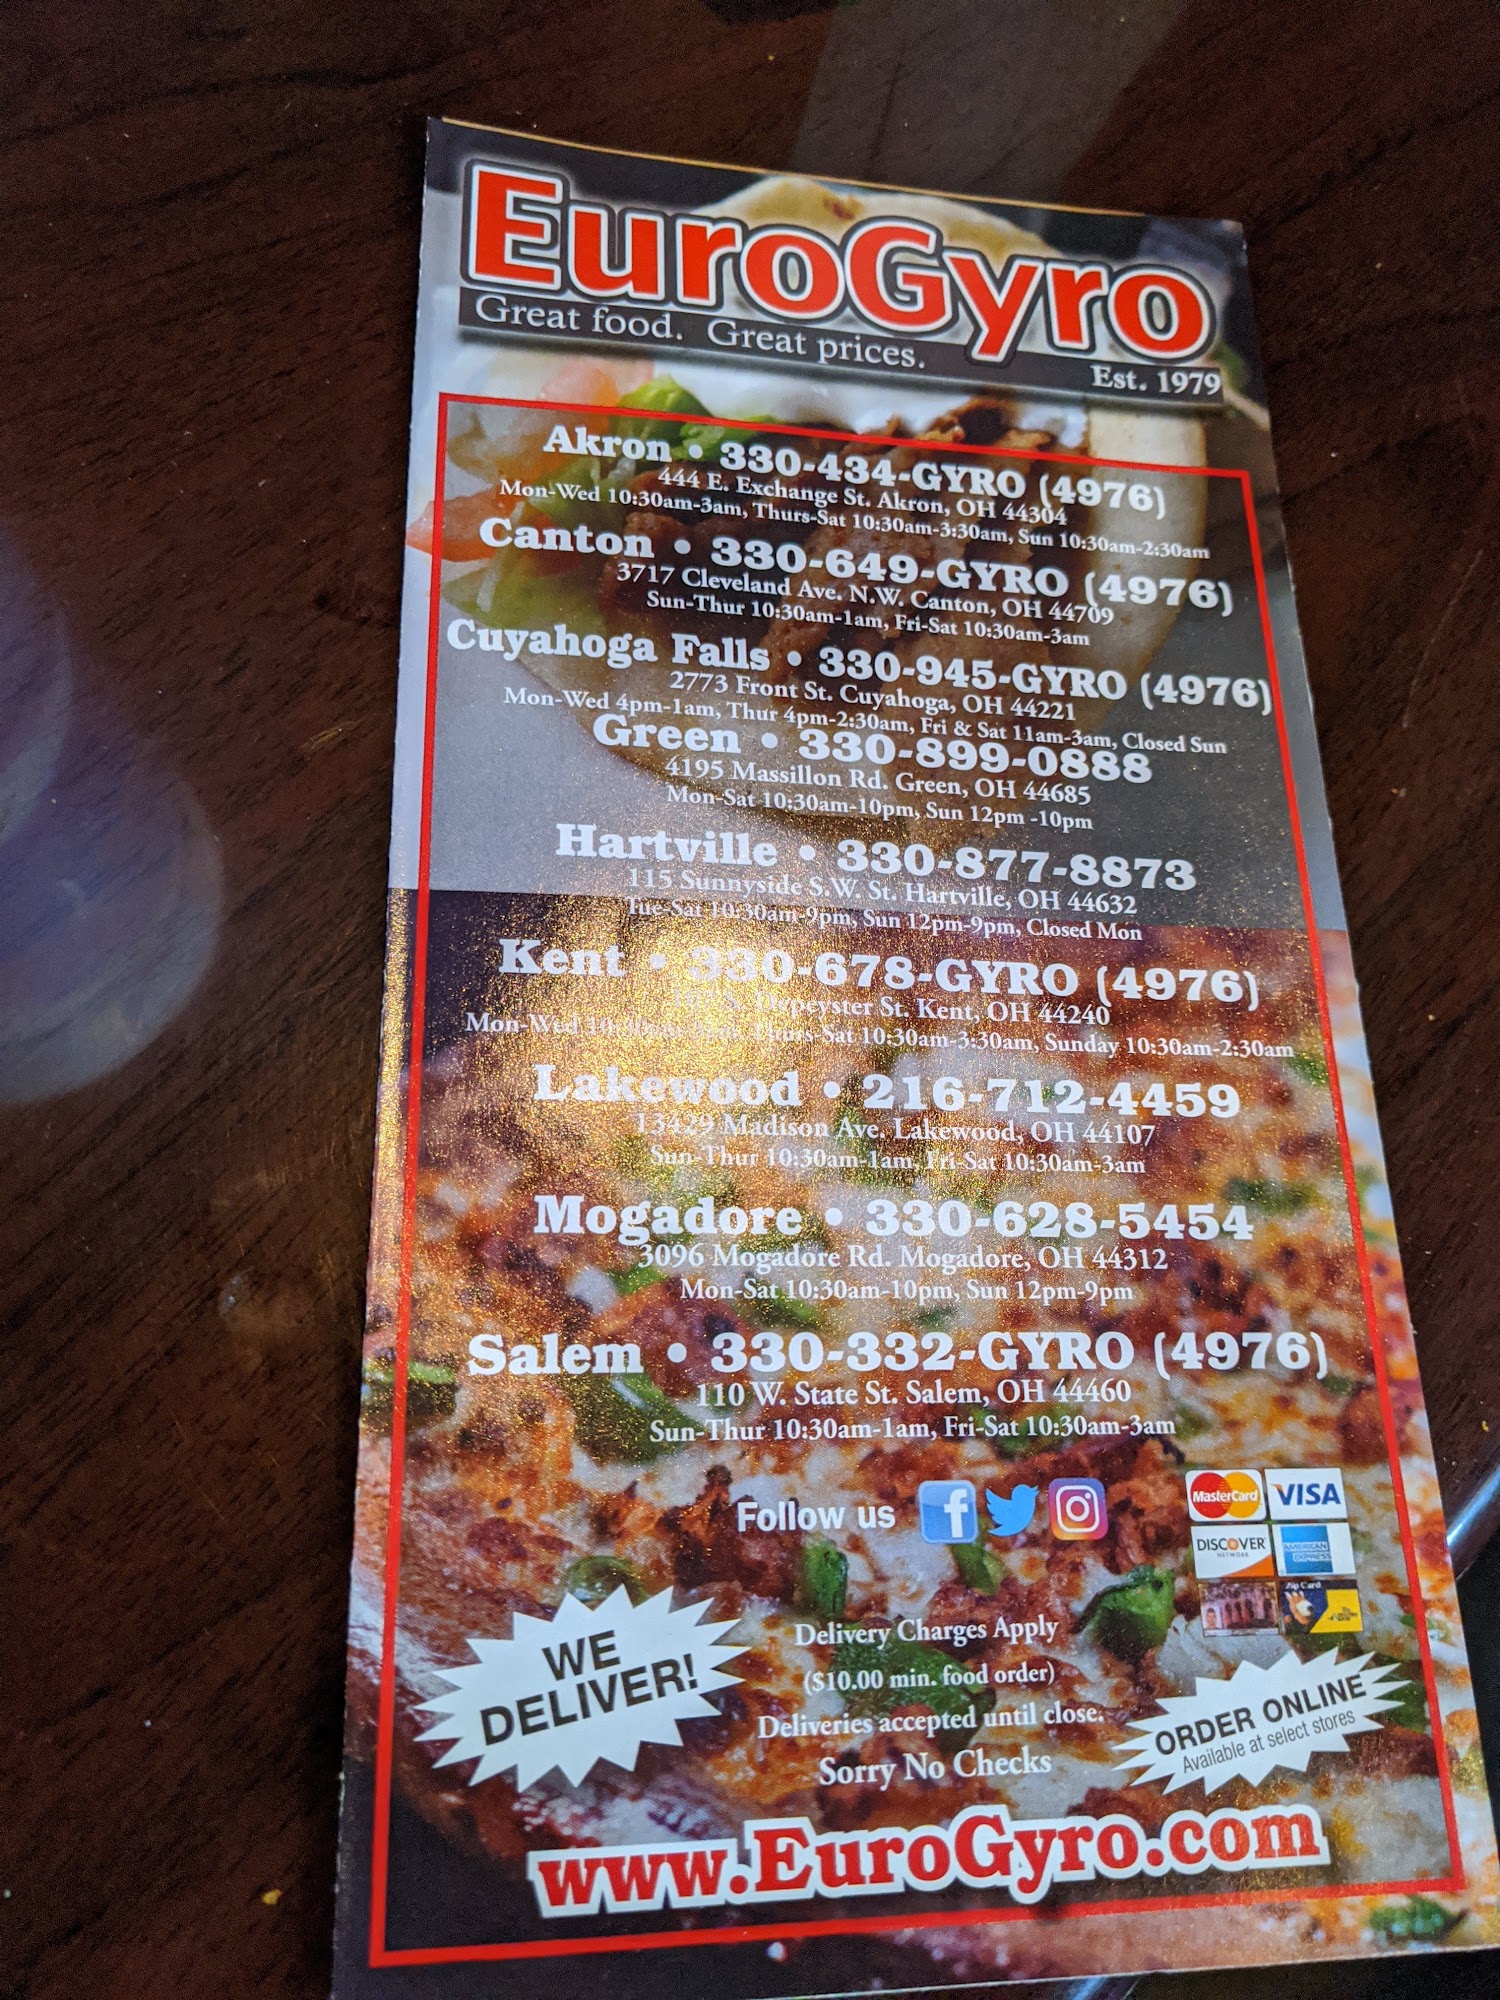 EuroGyro
Great food. Great prices.
Est. 1979
Akron • 330-434-GYRO (4976)
444 E. Exchange St. Akron, OH 44304
Mon-Wed 10:30am-3am, Thurs-Sat 10:30am-3:30am, Sun 10:30am-2:30am
Canton • 330-649-GYRO (4976)
3717 Cleveland Ave. N.W. Canton, OH 44709
Sun-Thur 10:30am-1am, Fri-Sat 10:30am-3am
Cuyahoga Falls • 330-945-GYRO (4976)
2773 Front St. Cuyahoga, OH 44221
Mon-Wed 4pm-1am, Thur 4pm-2:30am, Fri & Sat 11am-3am, Closed Sun
Green • 330-899-0888
4195 Massillon Rd. Green, OH 44685
Mon-Sat 10:30am-10pm, Sun 12pm -10pm
Hartville • 330-877-8873
115 Sunnyside S.W. St. Hartville, OH 44632
Tue-Sat 10:30am-9pm, Sun 12pm-9pm, Closed Mon
Kent • 330-678-GYRO (4976)
Depeyster St. Kent, OH 44240
Mon-Wed Thurs-Sat 10:30am-3:30am, Sunday 10:30am-2:30am
Lakewood • 216-712-4459
13429 Madison Ave. Lakewood, OH 44107
Sun-Thur 10:30am-1am, Fri-Sat 10:30am-3am
Mogadore • 330-628-5454
3096 Mogadore Rd. Mogadore, OH 44312
Mon-Sat 10:30am-10pm, Sun 12pm-9pm
Salem • 330-332-GYRO (4976)
110 W. State St. Salem, OH 44460
Sun-Thur 10:30am-1am, Fri-Sat 10:30am-3am
Follow us
MasterCard VISA
DISCOVER NETWORK AMERICAN EXPRESS
Zip Card
WE
DELIVER!
Delivery Charges Apply
($10.00 min. food order)
Deliveries accepted until close.
Sorry No Checks
ORDER ONLINE
Available at select stores
www.EuroGyro.com